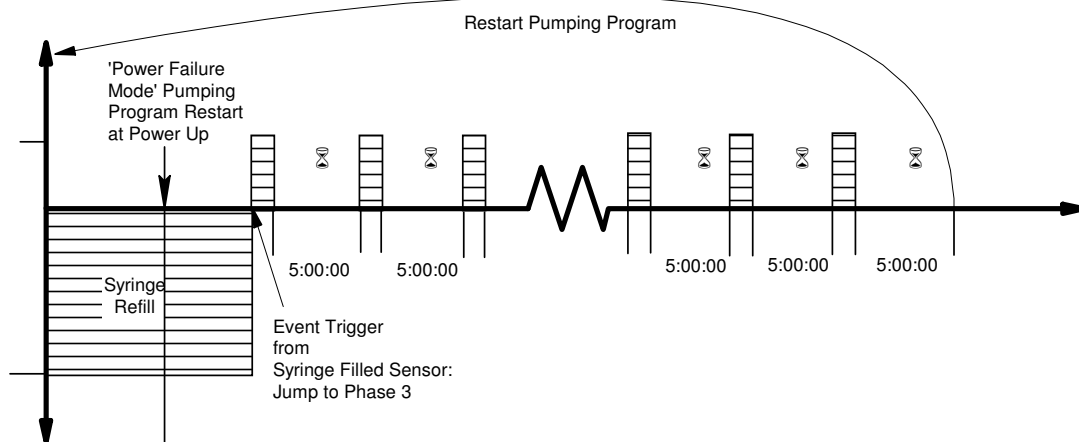 Restart Pumping Program
'Power Failure
Mode' Pumping
Program Restart
at Power Up
5:00:00
5:00:00
5:00:00
5:00:00
5:00:00
Syringe
Refill
Event Trigger
from
Syringe Filled Sensor:
Jump to Phase 3